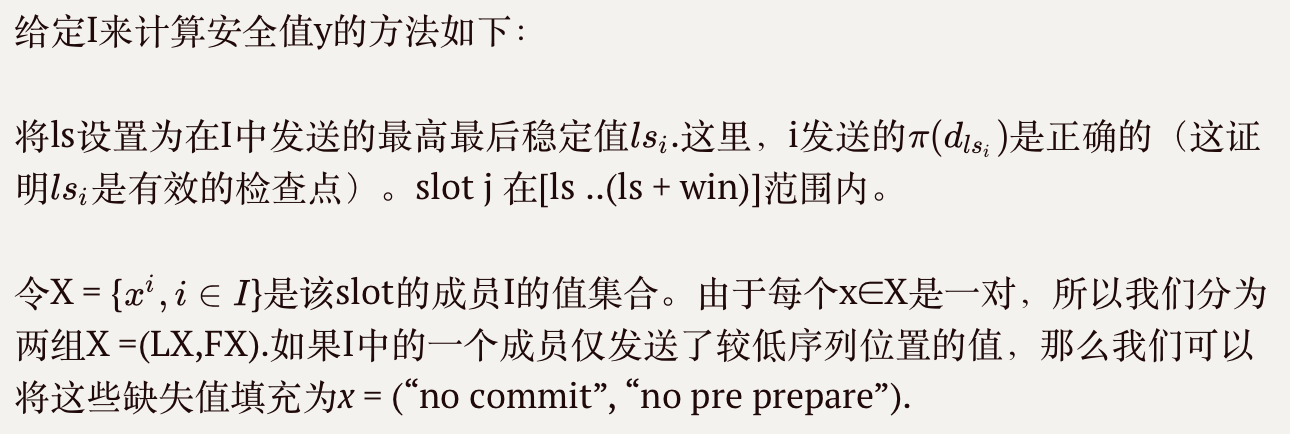 给定I来计算安全值y的方法如下：
将ls设置为在I中发送的最高最后稳定值$ls_i$.这里，i发送的$\pi(d_{ls_i})$是正确的（这证
明$ls_i$是有效的检查点）。slot j 在[ls ..(ls + win)]范围内。
令X = {$x^i, i \in I$}是该slot的成员I的值集合。由于每个x∈X是一对，所以我们分为
两组X =(LX,FX).如果I中的一个成员仅发送了较低序列位置的值，那么我们可以
将这些缺失值填充为x = (“no commit”, “no pre prepare”).